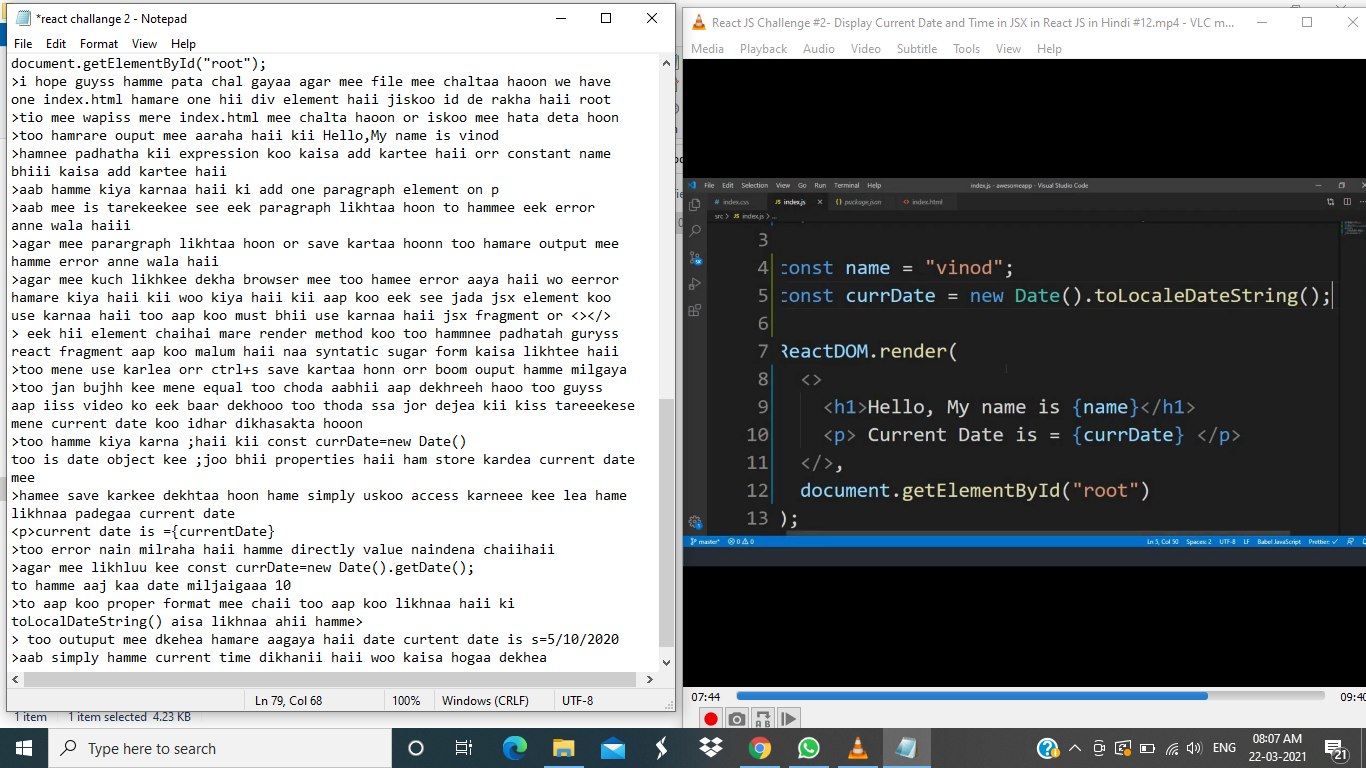 *react challange 2 - Notepad
File Edit Format View Help
document.getElementById("root");
>i hope guyss hamme pata chal gayaa agar mee file mee chaltaa haoon we have
one index.html hamare one hii div element haii jiskoo id de rakha haii root
>tio mee wapiss mere index.html mee chalta haoon or iskoo mee hata deta hoon
>too hamrare ouput mee aaraha haii kii Hello,My name is vinod
>hamnee padhatha kii expression koo kaisa add kartee haii orr constant name
bhiii kaisa add kartee haii
>aab hamme kiya karnaa haii ki add one paragraph element on p
>aab mee is tarekeekee see eek paragraph likhtaa hoon to hammee eek error
anne wala haiii
>agar mee parargraph likhtaa hoon or save kartaa hoonn too hamare output mee
hamme error anne wala haii
>agar mee kuch likhkee dekha browser mee too hamee error aaya haii wo eerror
hamare kiya haii kii woo kiya haii kii aap koo eek see jada jsx element koo
use karnaa haii too aap koo must bhii use karnaa haii jsx fragment or <></>
> eek hii element chaihai mare render method koo too hammnee padhatah guryss
react fragment aap koo malum haii naa syntatic sugar form kaisa likhtee haii
>too mene use karlea orr ctrl+s save kartaa honn orr boom ouput hamme milgaya
>too jan bujhh kee mene equal too choda aabhii aap dekhreeh haoo too guyss
aap iiss video ko eek baar dekhooo too thoda ssa jor dejea kii kiss tareeekese
mene current date koo idhar dikhasakta hooon
>too hamme kiya karna ;haii kii const currDate=new Date()
too is date object kee ;joo bhii properties haii ham store kardea current date
mee
>hamee save karkee dekhtaa hoon hame simply uskoo access karneee kee lea hame
likhnaa padegaa current date
<p>current date is ={currentDate}
>too error nain milraha haii hamme directly value naindena chaiihaii
>agar mee likhluu kee const currDate=new Date().getDate();
to hamme aaj kaa date miljaigaaa 10
>to aap koo proper format mee chaii too aap koo likhnaa haii ki
toLocalDateString() aisa likhnaa ahii hamme>
> too outuput mee dkehea hamare aagaya haii date curtent date is s=5/10/2020
>aab simply hamme current time dikhanii haii woo kaisa hogaa dekhea
Ln 79, Col 68 100% Windows (CRLF) UTF-8
1 item 1 item selected 4.23 KB
React JS Challenge #2- Display Current Date and Time in JSX in React JS in Hindi #12.mp4 - VLC m...
Media Playback Audio Video Subtitle Tools View Help
File Edit Selection View Go Run Terminal Help index.js - awesomeapp - Visual Studio Code
index.css JS index.js package.json index.html
src > JS index.js > ...
3
4 const name = "vinod";
5 const currDate = new Date().toLocaleDateString();
6
7 ReactDOM.render(
8 <>
9 <h1>Hello, My name is {name}</h1>
10 <p> Current Date is = {currDate} </p>
11 </>,
12 document.getElementById("root")
13 );
master* 0 0 Ln 5, Col 50 Spaces: 2 UTF-8 LF Babel JavaScript Prettier: ✓
07:44 09:40
Type here to search
ENG
08:07 AM
22-03-2021
21